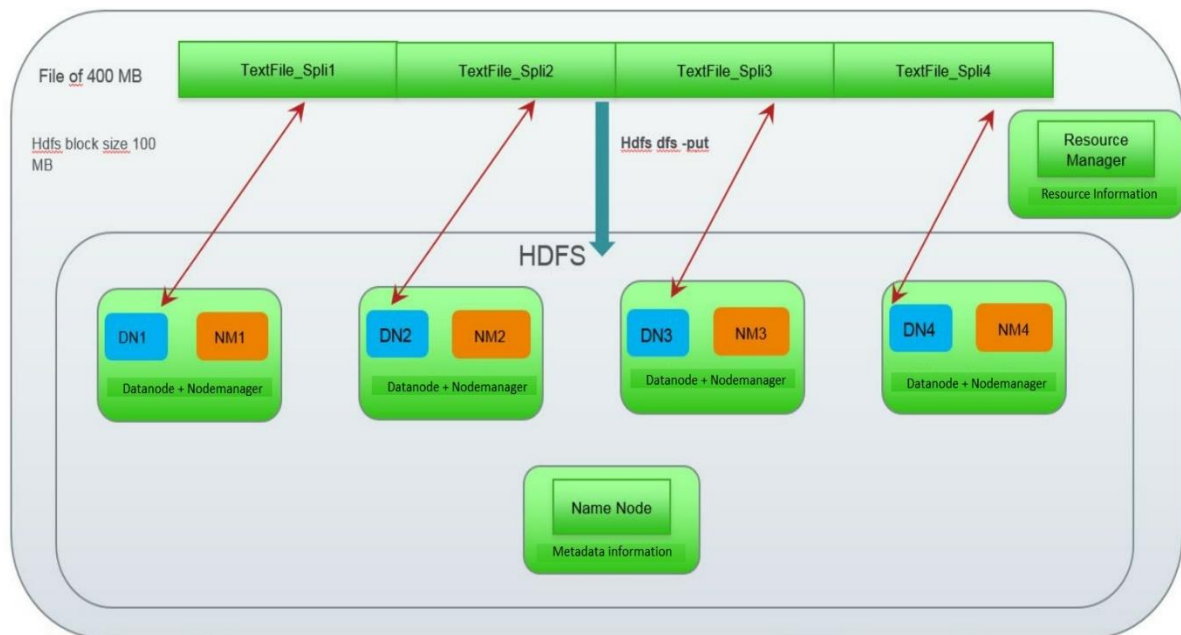 File of 400 MB
TextFile_Spli1
TextFile_Spli2
TextFile_Spli3
TextFile_Spli4
Hdfs block size 100
MB
Hdfs dfs -put
Resource
Manager
Resource Information
HDFS
DN1
NM1
Datanode + Nodemanager
DN2
NM2
Datanode + Nodemanager
DN3
NM3
Datanode + Nodemanager
DN4
NM4
Datanode + Nodemanager
Name Node
Metadata information